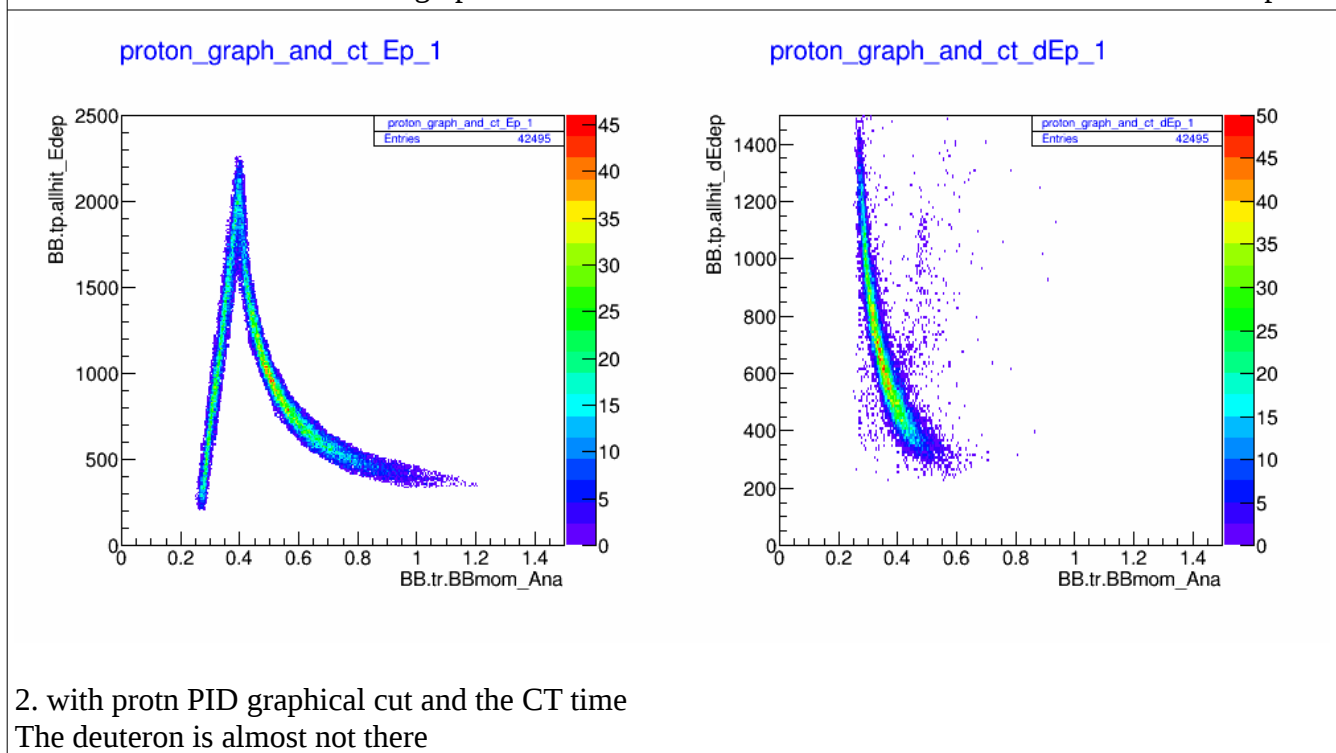 proton_graph_and_ct_Ep_1
proton_graph_and_ct_Ep_1
Entries 42495
BB.tp.allhit_Edep
2500
2000
1500
1000
500
0
0 0.2 0.4 0.6 0.8 1 1.2 1.4
BB.tr.BBmom_Ana
45
40
35
30
25
20
15
10
5
0
proton_graph_and_ct_dEp_1
proton_graph_and_ct_dEp_1
Entries 42495
BB.tp.allhit_dEdep
1400
1200
1000
800
600
400
200
0
0 0.2 0.4 0.6 0.8 1 1.2 1.4
BB.tr.BBmom_Ana
50
45
40
35
30
25
20
15
10
5
0
2. with protn PID graphical cut and the CT time
The deuteron is almost not there